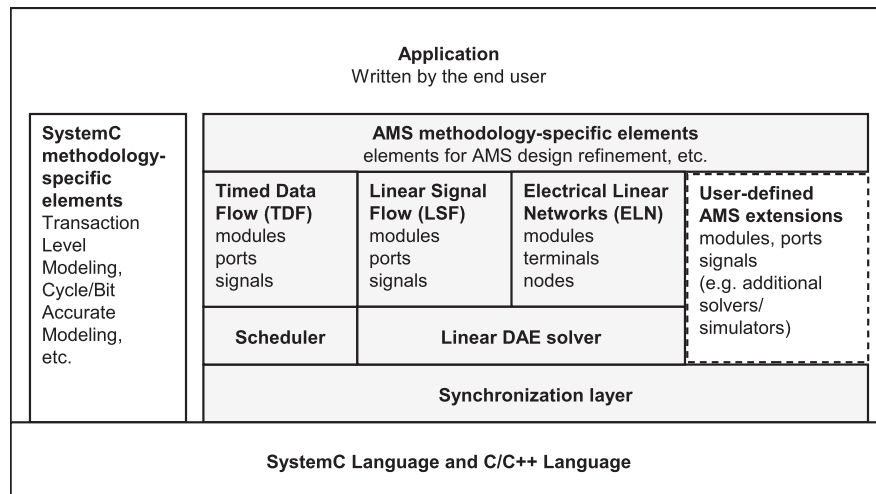 Application
Written by the end user
SystemC
methodology-
specific
elements
Transaction
Level
Modeling,
Cycle/Bit
Accurate
Modeling,
etc.
AMS methodology-specific elements
elements for AMS design refinement, etc.
Timed Data
Flow (TDF)
modules
ports
signals
Linear Signal
Flow (LSF)
modules
ports
signals
Electrical Linear
Networks (ELN)
modules
terminals
nodes
User-defined
AMS extensions
modules, ports
signals
(e.g. additional
solvers/
simulators)
Scheduler
Linear DAE solver
Synchronization layer
SystemC Language and C/C++ Language